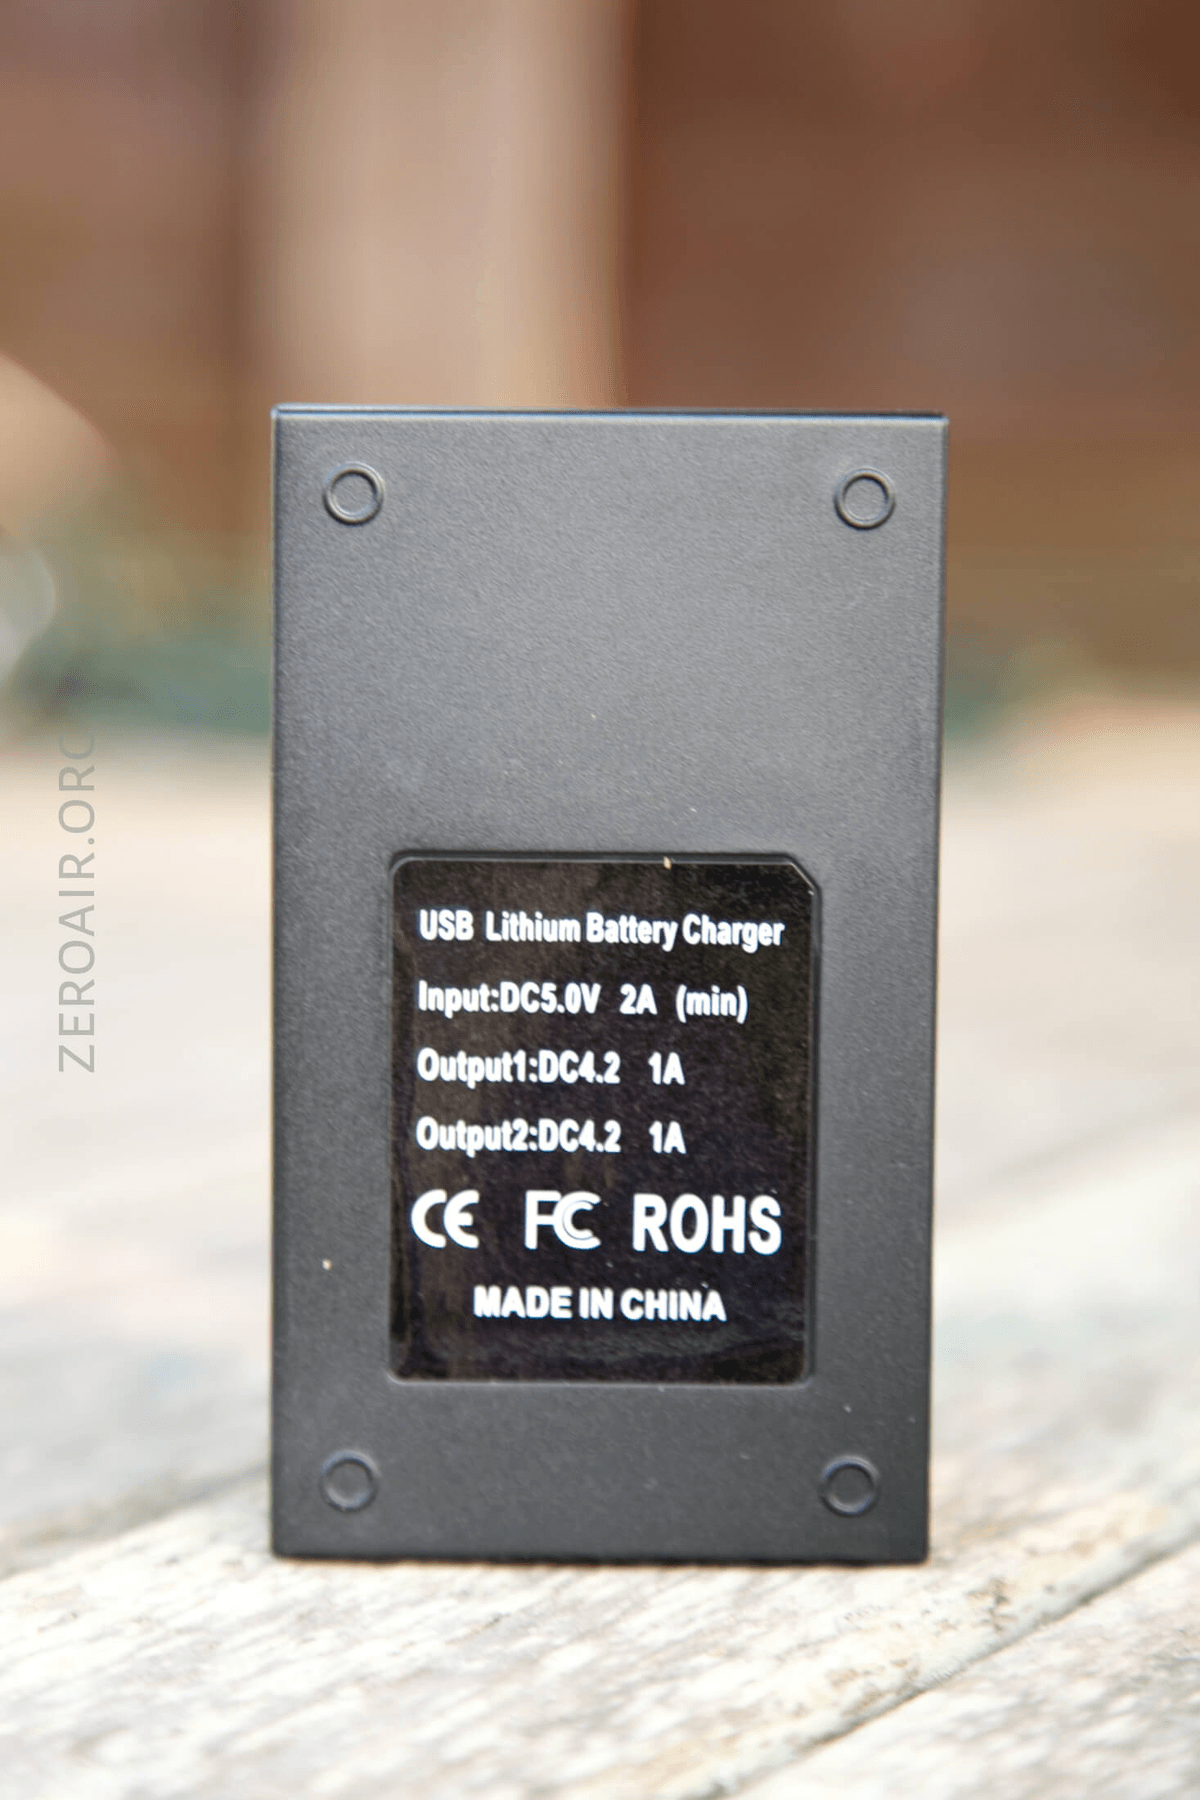 USB Lithium Battery Charger
Input:DC5.0V 2A (min)
Output1:DC4.2 1A
Output2:DC4.2 1A
CE FC ROHS
MADE IN CHINA
ZEROAIR.ORG